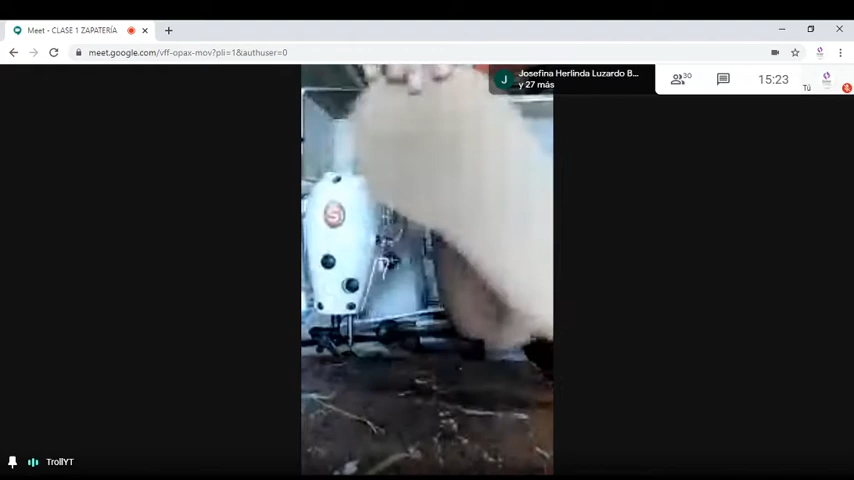 Meet - CLASE 1 ZAPATERÍA
meet.google.com/vff-opax-mov?pli=1&authuser=0
J
Josefina Herlinda Luzardo B...
y 27 más
30
15:23
Tú
S
TrollYT